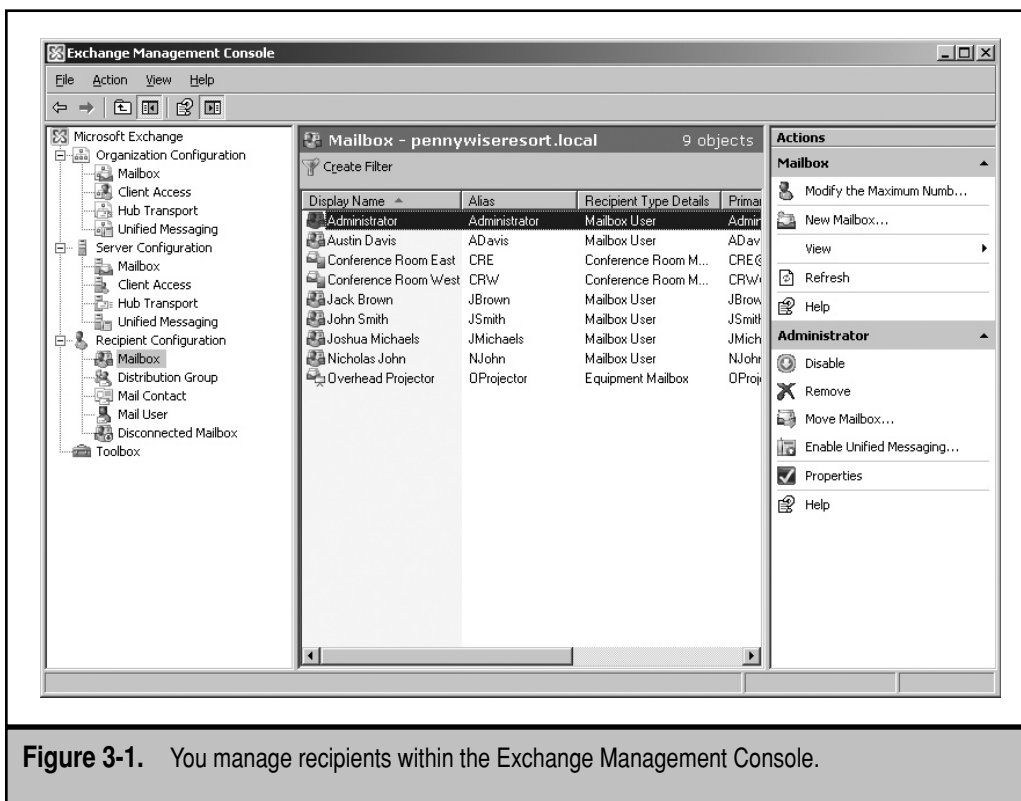 Exchange Management Console
File Action View Help
Microsoft Exchange
Organization Configuration
Mailbox
Client Access
Hub Transport
Unified Messaging
Server Configuration
Mailbox
Client Access
Hub Transport
Unified Messaging
Recipient Configuration
Mailbox
Distribution Group
Mail Contact
Mail User
Disconnected Mailbox
Toolbox
Mailbox - pennywiseresort.local 9 objects
Create Filter
Display Name Alias Recipient Type Details Primar
Administrator Administrator Mailbox User Admir
Austin Davis ADavis Mailbox User ADav
Conference Room East CRE Conference Room M... CRE@
Conference Room West CRW Conference Room M... CRW
Jack Brown JBrown Mailbox User JBrow
John Smith JSmith Mailbox User JSmith
Joshua Michaels JMichaels Mailbox User JMich
Nicholas John NJohn Mailbox User NJohr
Overhead Projector OProjector Equipment Mailbox OProj
Actions
Mailbox
Modify the Maximum Numb...
New Mailbox...
View
Refresh
Help
Administrator
Disable
Remove
Move Mailbox...
Enable Unified Messaging...
Properties
Help
Figure 3-1. You manage recipients within the Exchange Management Console.